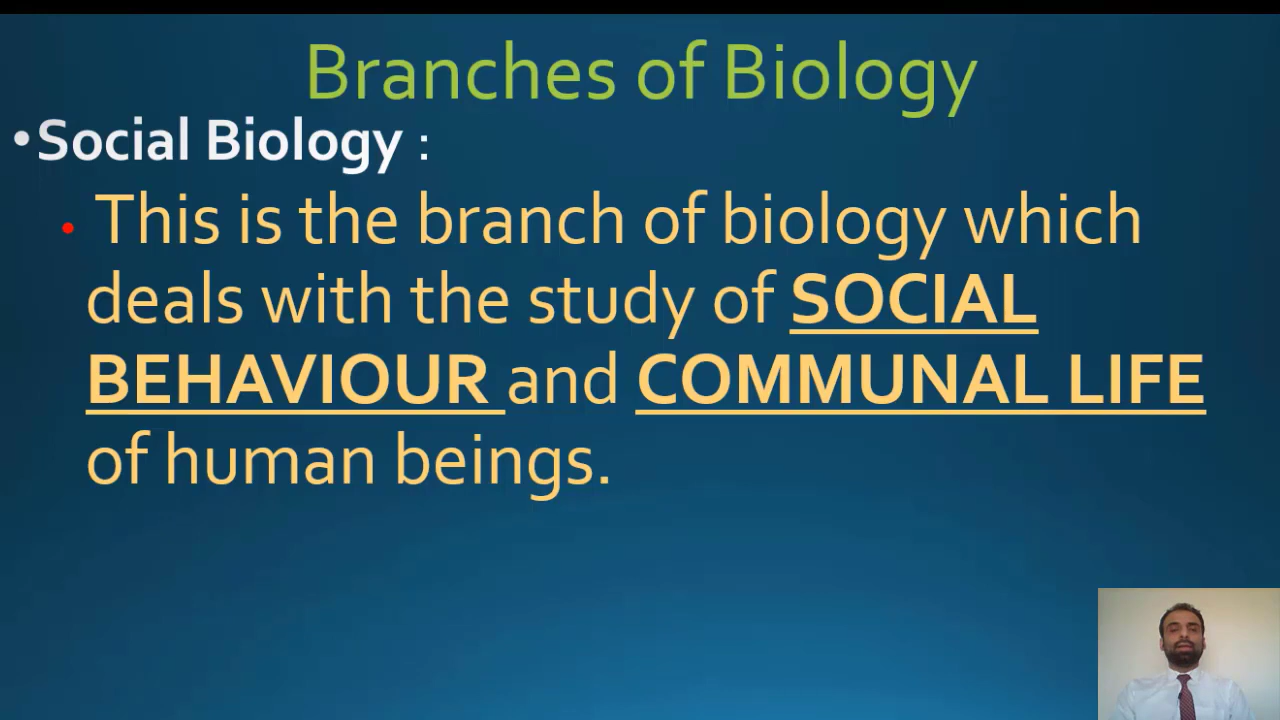 Branches of Biology
•Social Biology :
• This is the branch of biology which
deals with the study of SOCIAL
BEHAVIOUR and COMMUNAL LIFE
of human beings.